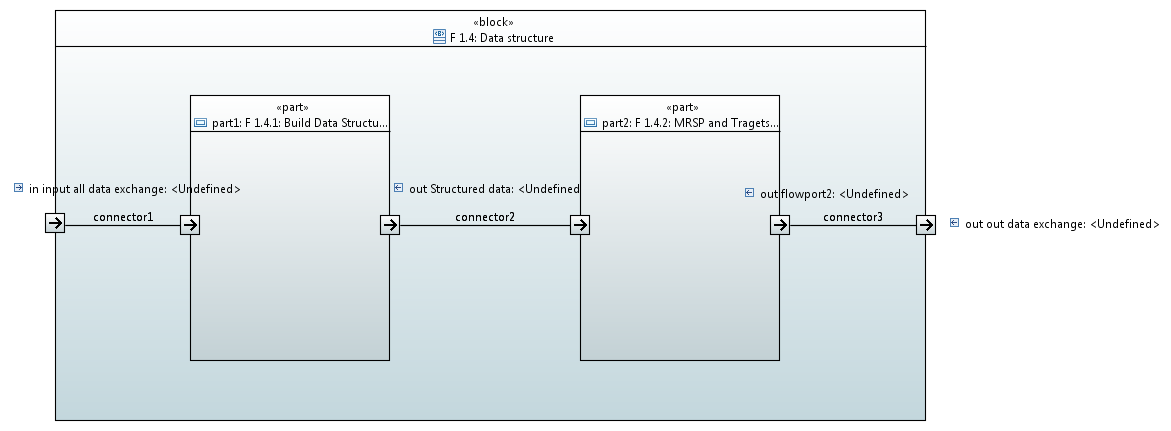 «block»
F 1.4: Data structure
«part»
part1: F 1.4.1: Build Data Structu...
«part»
part2: F 1.4.2: MRSP and Tragets...
in input all data exchange: <Undefined>
out Structured data: <Undefined
out flowport2: <Undefined>
connector1
connector2
connector3
out out data exchange: <Undefined>